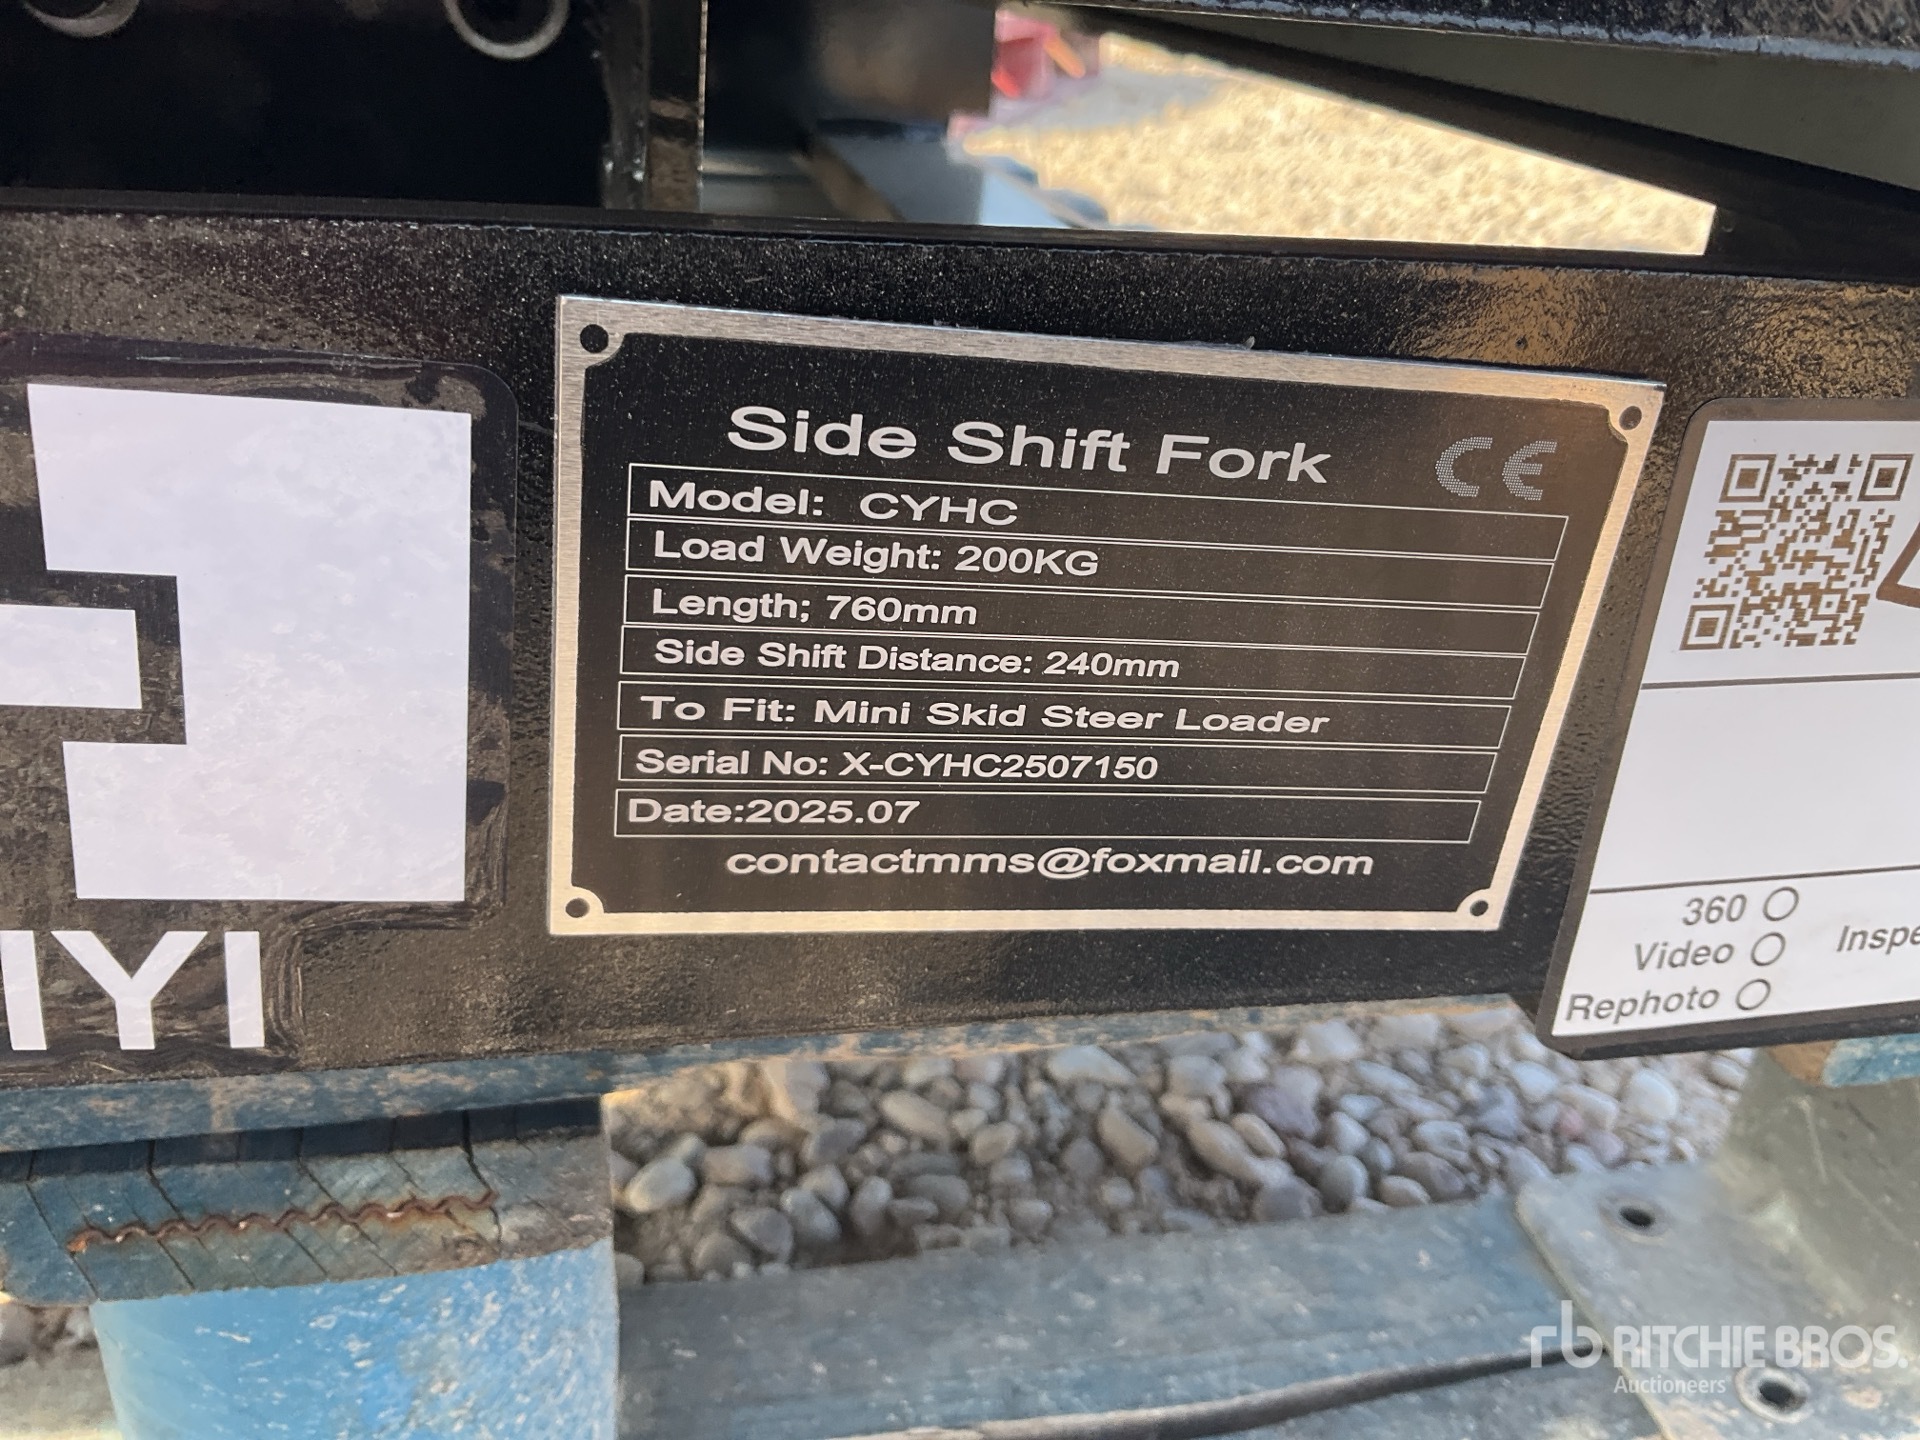 Side Shift Fork CE
Model: CYHC
Load Weight: 200KG
Length; 760mm
Side Shift Distance: 240mm
To Fit: Mini Skid Steer Loader
Serial No: X-CYHC2507150
Date:2025.07
contactmms@foxmail.com
IYI
360
Video
Rephoto
rb RITCHIE BROS.
Auctioneers